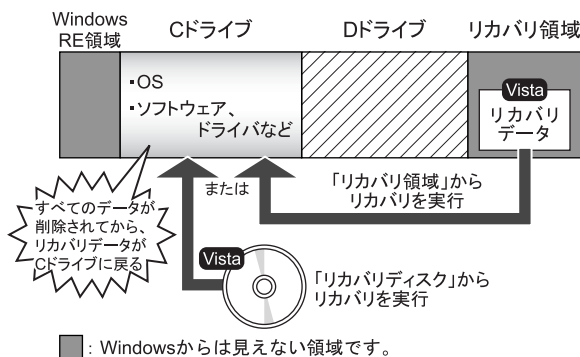 Windows
RE領域
Cドライブ
Dドライブ
リカバリ領域
・OS
・ソフトウェア、
ドライバなど
Vista
リカバリ
データ
または
「リカバリ領域」から
リカバリを実行
すべてのデータが
削除されてから、
リカバリデータが
Cドライブに戻る
Vista
「リカバリディスク」から
リカバリを実行
：Windowsからは見えない領域です。